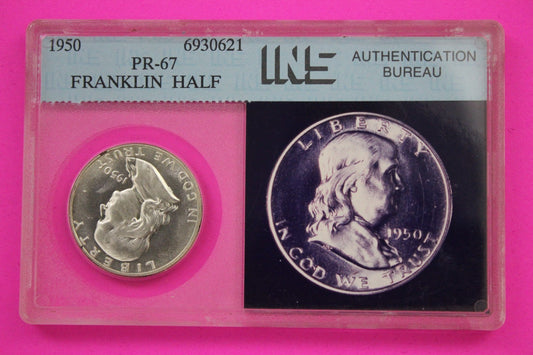 1950 6930621
PR-67
FRANKLIN HALF
INS AUTHENTICATION
BUREAU
LIBERTY
IN GOD WE TRUST
1950
LIBERTY
1950
IN GOD WE TRUST